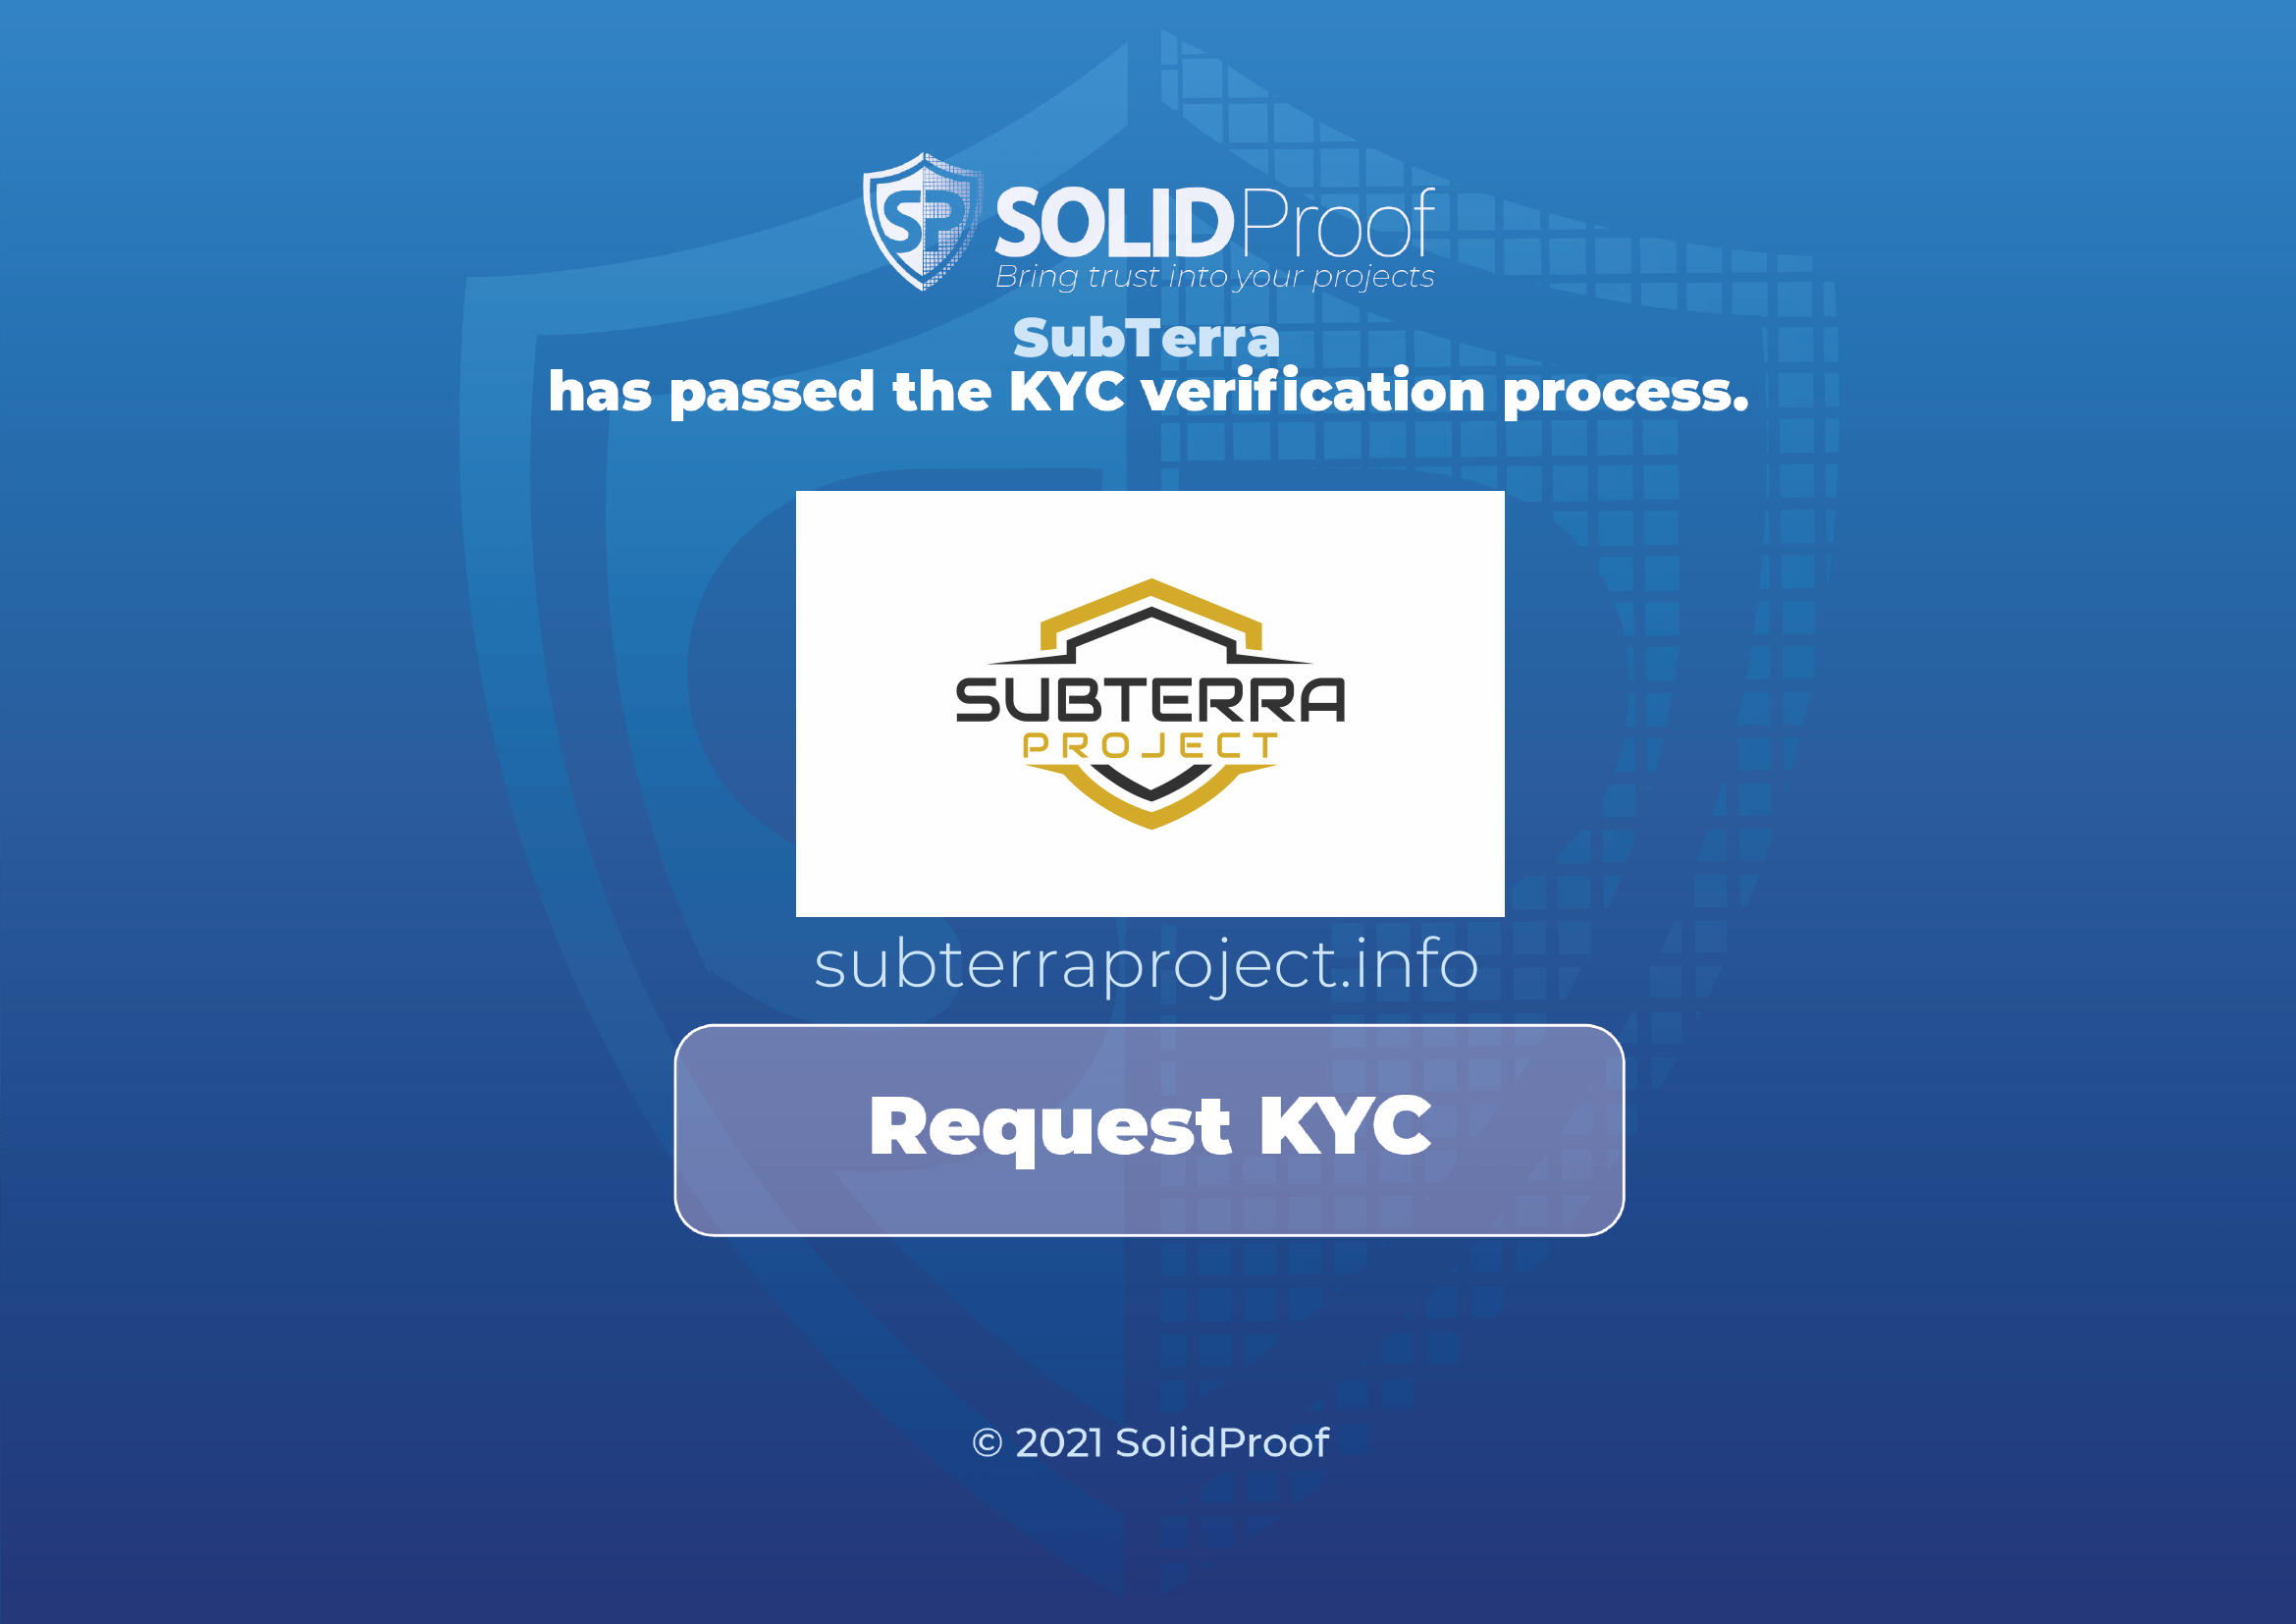 SP SOLIDProof
Bring trust into your projects
SubTerra
has passed the KYC verification process.
SUBTERRA
PROJECT
subterraproject.info
Request KYC
© 2021 SolidProof